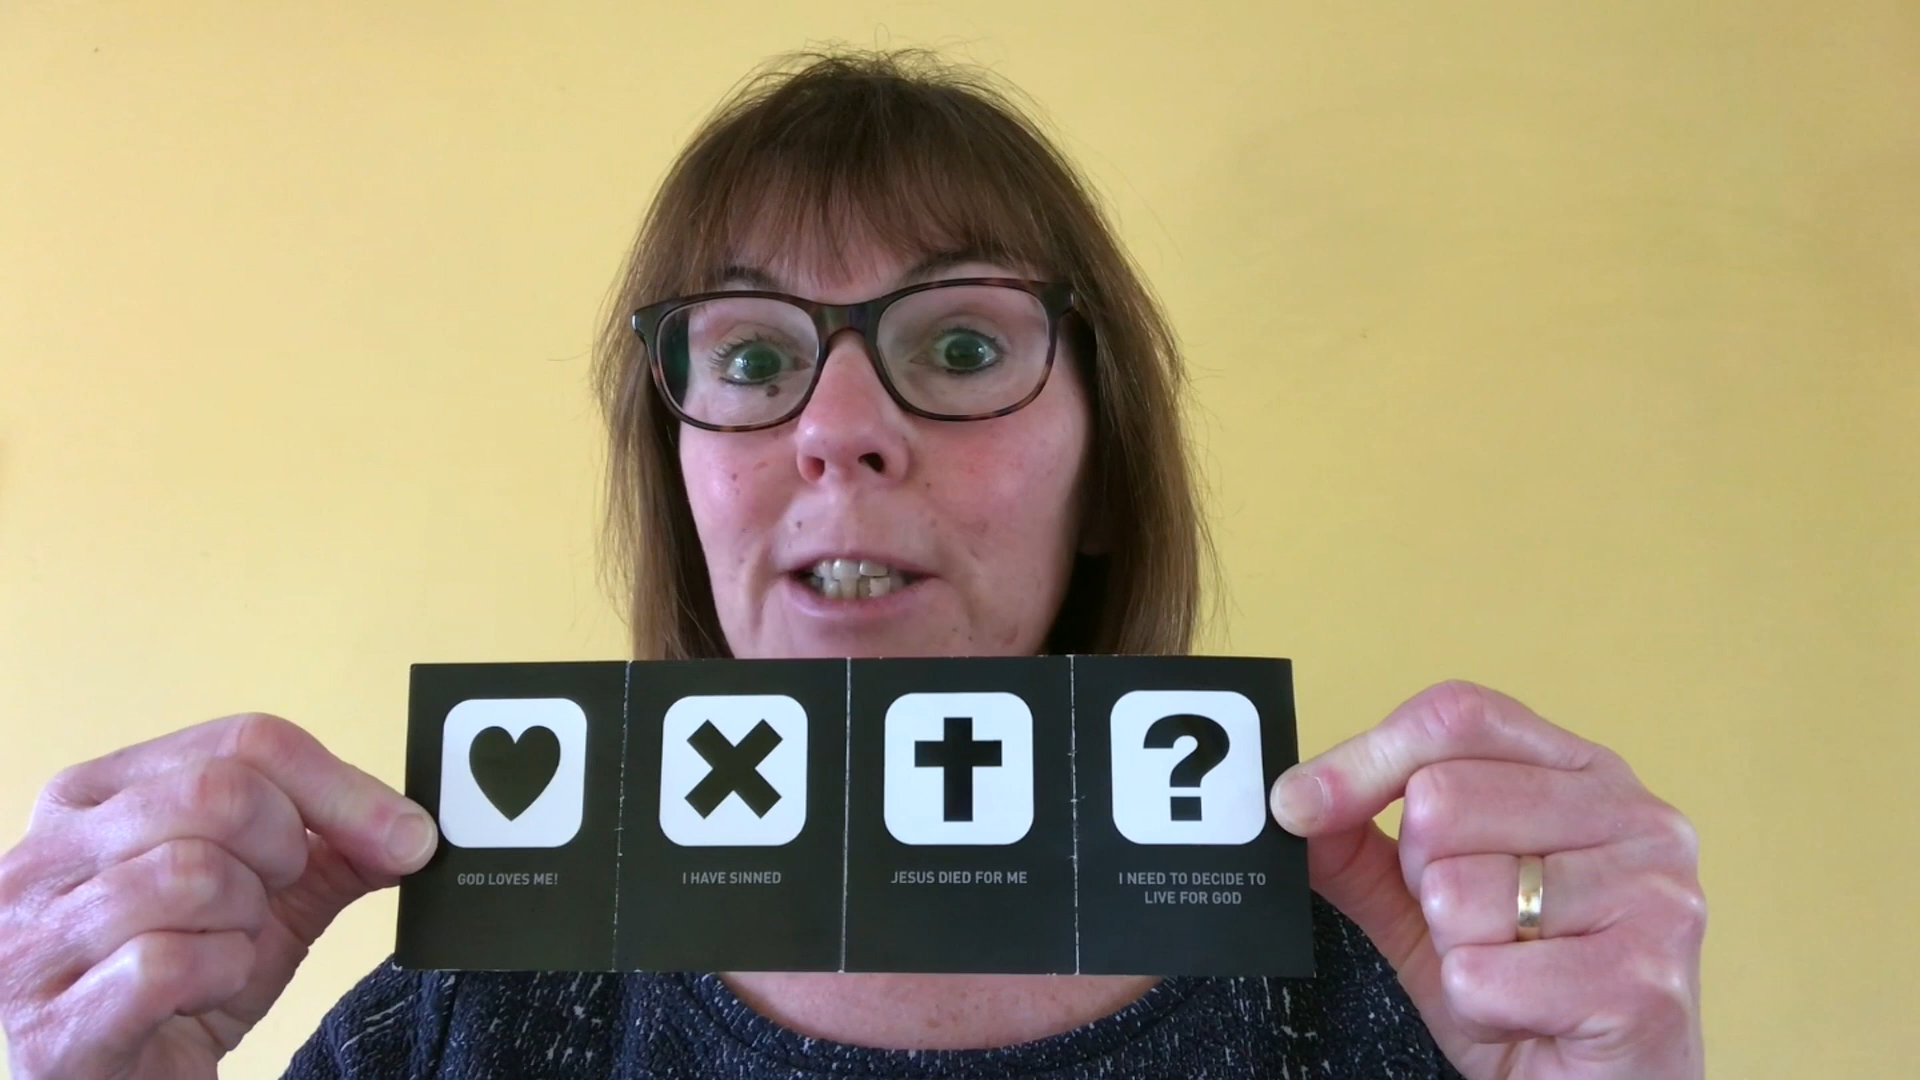 GOD LOVES ME!
I HAVE SINNED
JESUS DIED FOR ME
I NEED TO DECIDE TO
LIVE FOR GOD